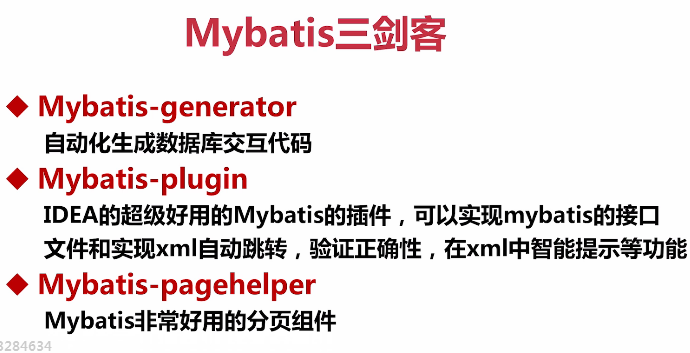 Mybatis三剑客
◆ Mybatis-generator
自动化生成数据库交互代码
◆ Mybatis-plugin
IDEA的超级好用的Mybatis的插件，可以实现mybatis的接口
文件和实现xml自动跳转，验证正确性，在xml中智能提示等功能
◆ Mybatis-pagehelper
Mybatis非常好用的分页组件
3284634